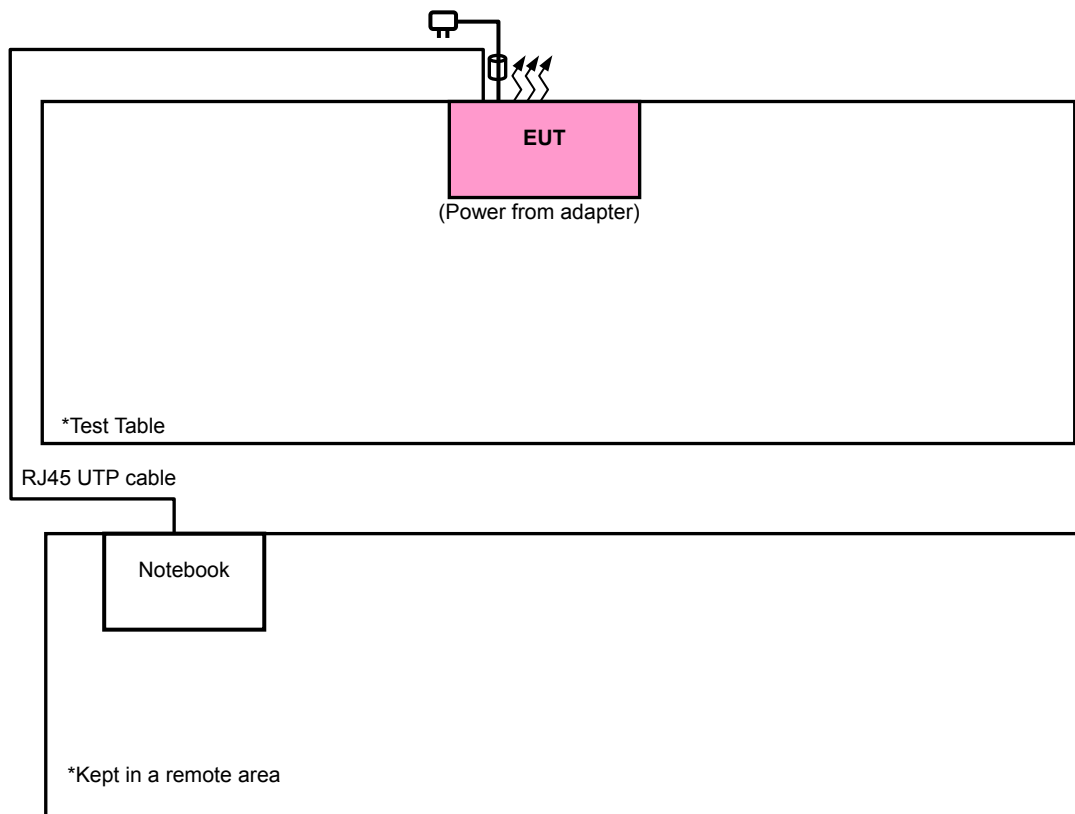 EUT
(Power from adapter)
*Test Table
RJ45 UTP cable
Notebook
*Kept in a remote area